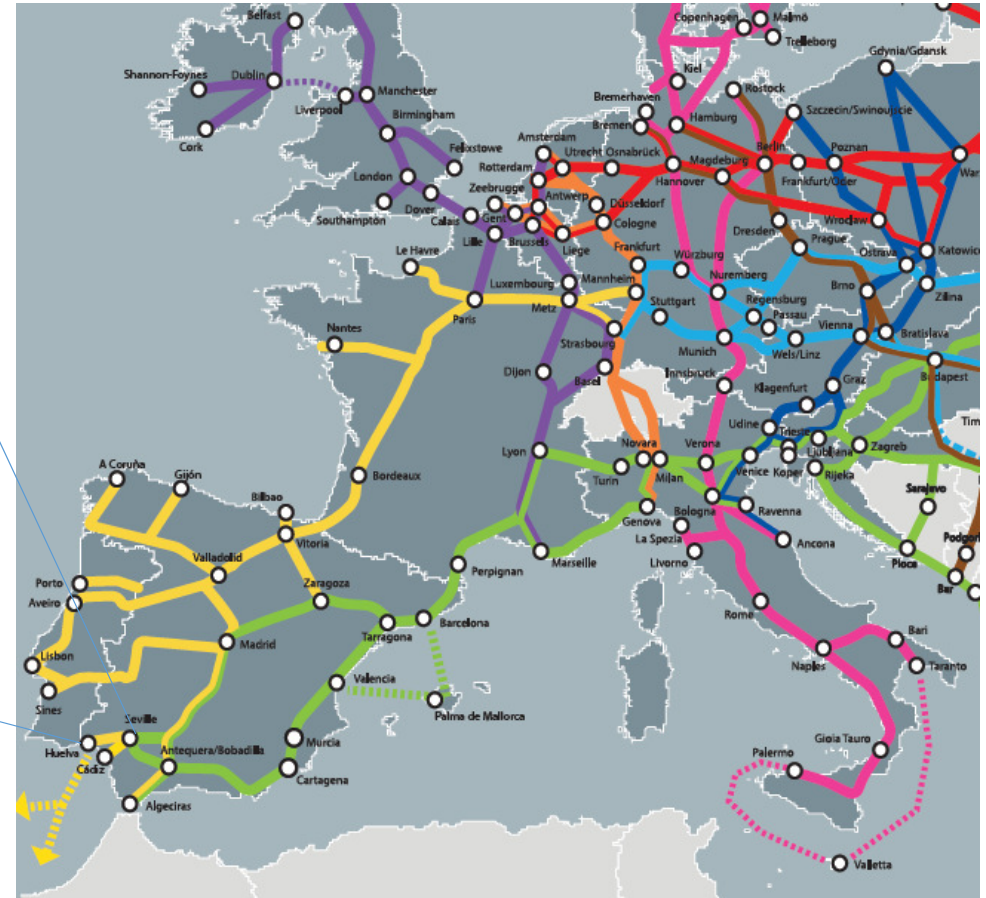 Belfast
Copenhagen
Malmö
Trelleborg
Gdynia/Gdansk
Shannon-Foynes
Dublin
Kiel
Rostock
Liverpool
Manchester
Bremerhaven
Szczecin/Swinoujscie
Cork
Birmingham
Bremen
Hamburg
Felixstowe
Amsterdam
Utrecht
Osnabrück
Berlin
Poznan
War
London
Rotterdam
Hannover
Magdeburg
Frankfurt/Oder
Zeebrugge
Antwerp
Düsseldorf
Southampton
Dover
Calais
Gent
Cologne
Wroclaw
Dresden
Lille
Brussels
Liege
Prague
Ostrava
Katowice
Le Havre
Frankfurt
Würzburg
Luxembourg
Mannheim
Nuremberg
Brno
Zilina
Paris
Metz
Stuttgart
Regensburg
Passau
Nantes
Strasbourg
Munich
Wels/Linz
Vienna
Bratislava
Dijon
Basel
Innsbruck
Klagenfurt
Graz
Budapest
Udine
Trieste
Tim
Lyon
Novara
Verona
Ljubljana
Zagreb
Turin
Milan
Venice
Koper
Rijeka
A Coruña
Gijón
Bordeaux
Sarajevo
Bilbao
Genova
Bologna
Ravenna
La Spezia
Ancona
Vitoria
Valladolid
Perpignan
Marseille
Livorno
Ploce
Podgor
Porto
Zaragoza
Bar
Aveiro
Barcelona
Rome
Tarragona
Madrid
Bari
Lisbon
Naples
Taranto
Valencia
Sines
Palma de Mallorca
Seville
Huelva
Antequera/Bobadilla
Murcia
Gioia Tauro
Cádiz
Palermo
Cartagena
Algeciras
Valletta